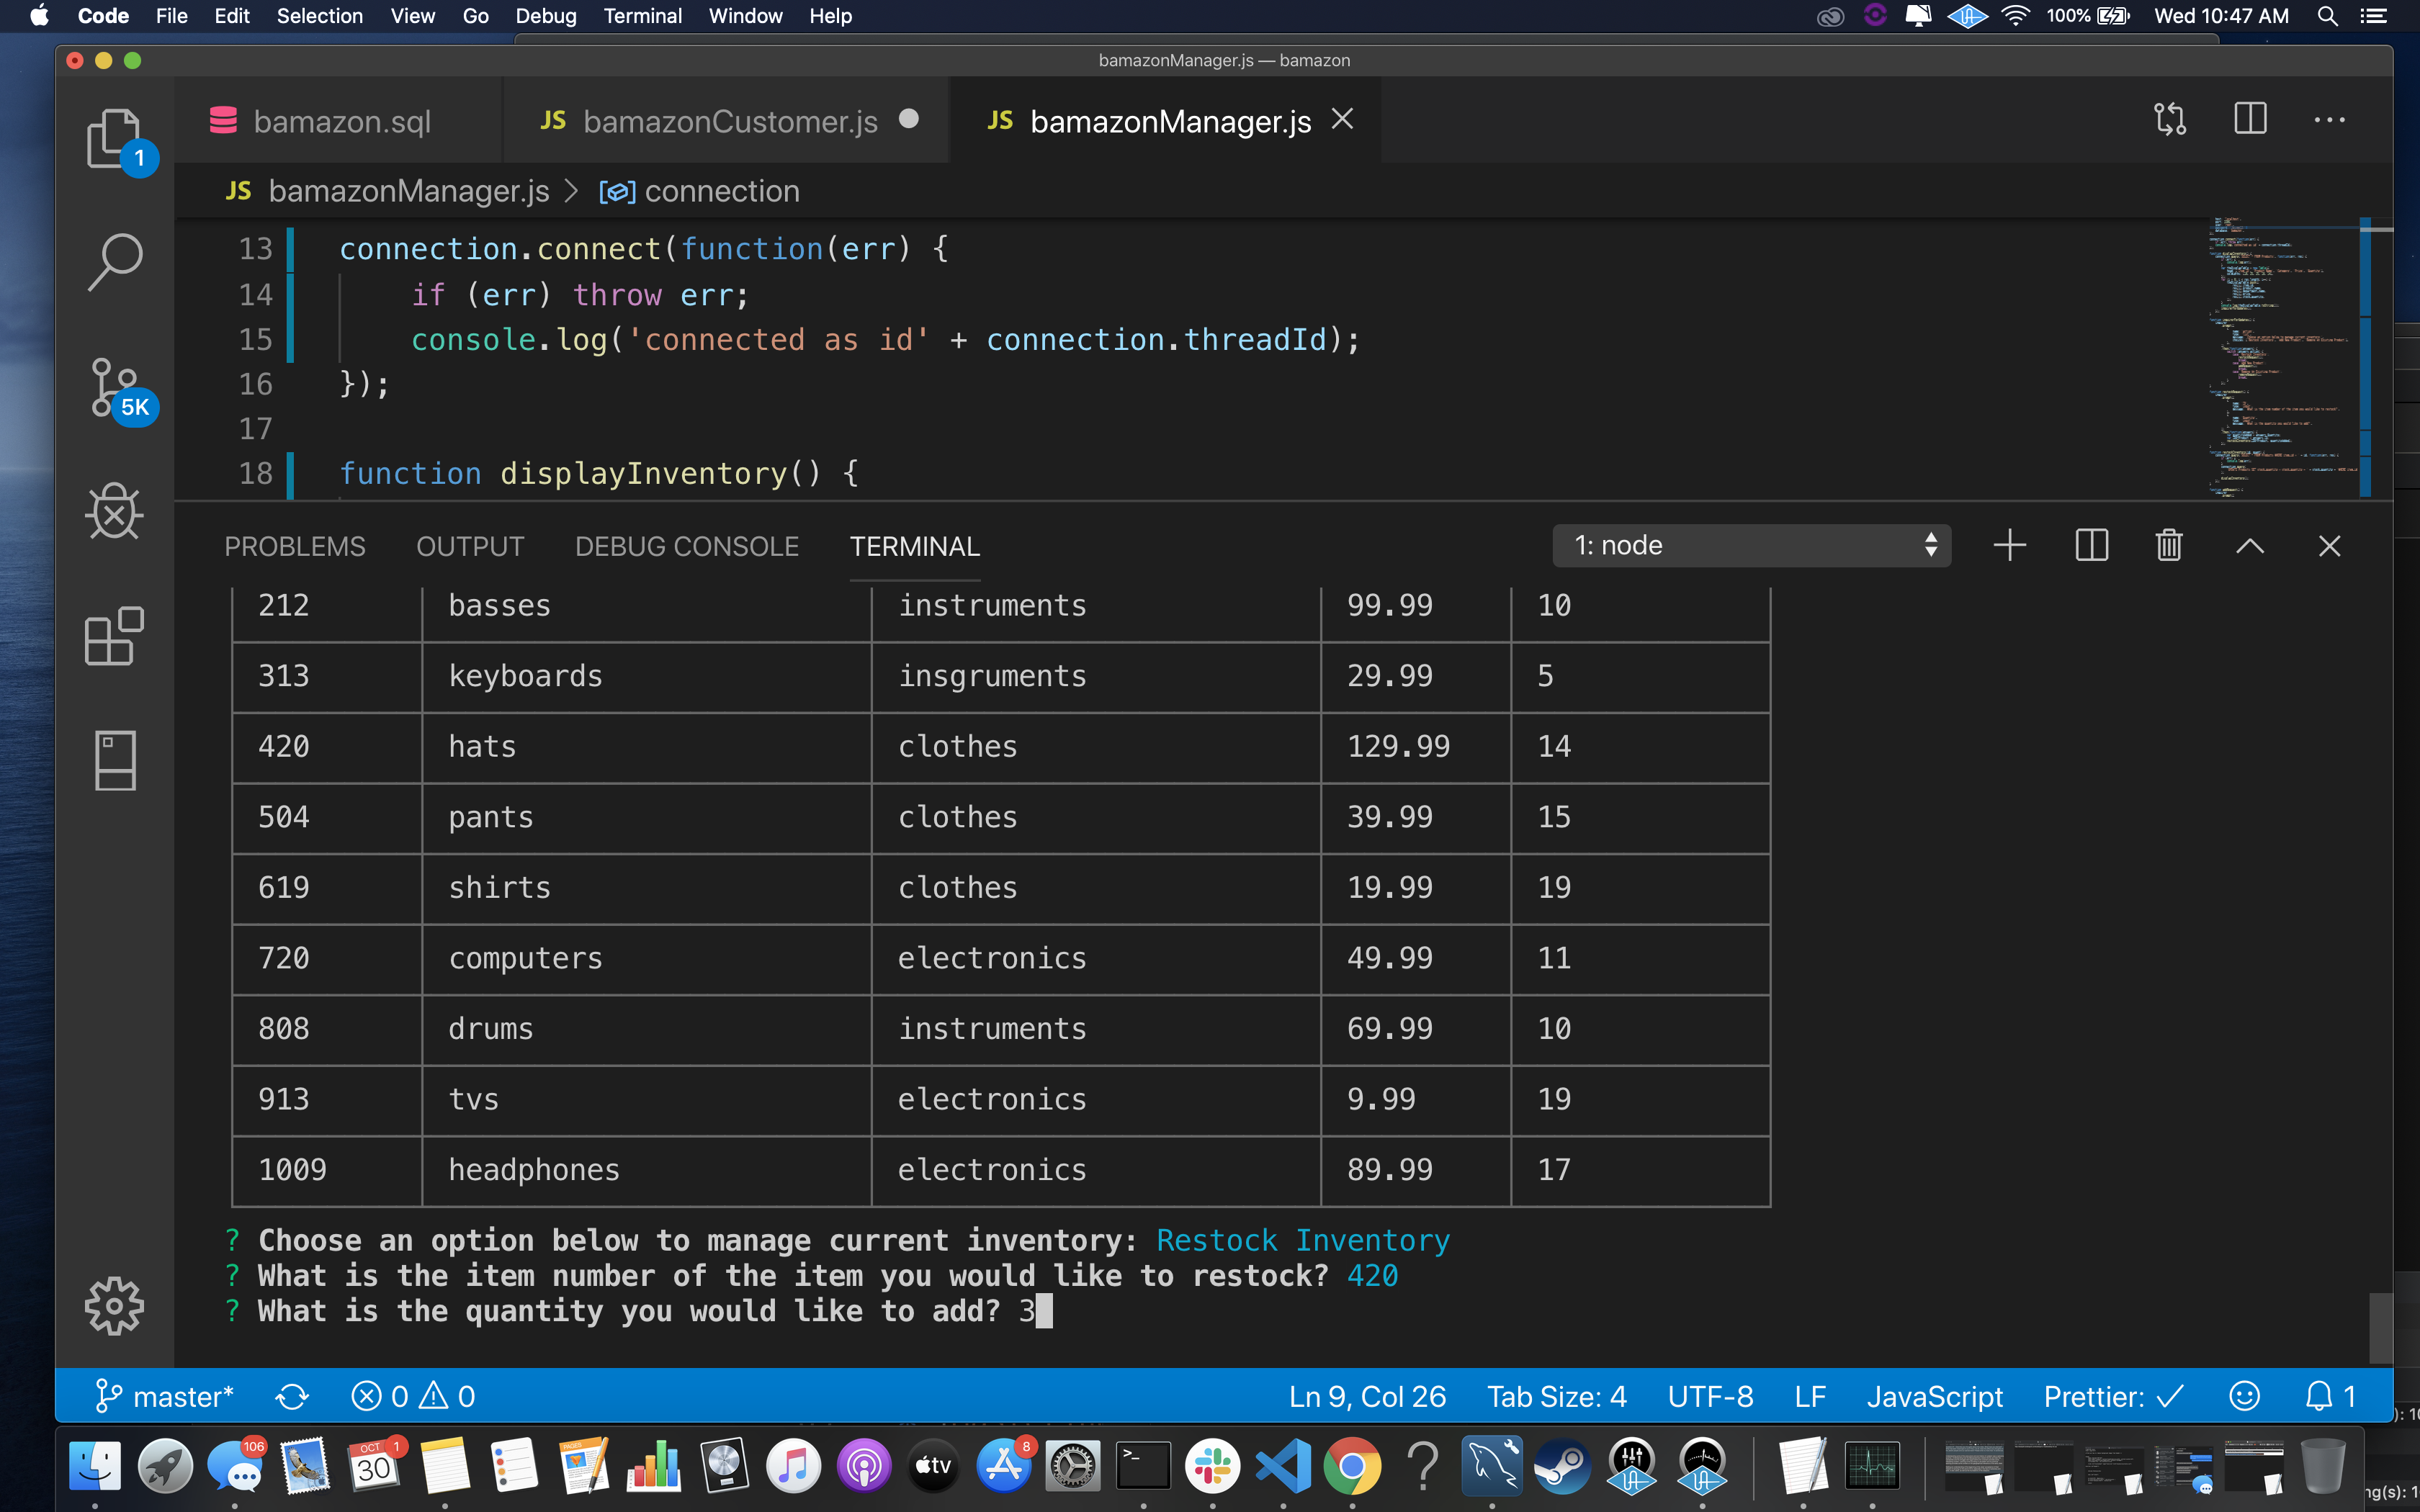 Code File Edit Selection View Go Debug Terminal Window Help 100% Wed 10:47 AM
bamazonManager.js — bamazon
bamazon.sql JS bamazonCustomer.js JS bamazonManager.js
1
JS bamazonManager.js > connection
13 connection.connect(function(err) {
14 if (err) throw err;
15 console.log('connected as id' + connection.threadId);
16 });
5K
17
18 function displayInventory() {
PROBLEMS OUTPUT DEBUG CONSOLE TERMINAL 1: node
212 basses instruments 99.99 10
313 keyboards insgruments 29.99 5
420 hats clothes 129.99 14
504 pants clothes 39.99 15
619 shirts clothes 19.99 19
720 computers electronics 49.99 11
808 drums instruments 69.99 10
913 tvs electronics 9.99 19
1009 headphones electronics 89.99 17
? Choose an option below to manage current inventory: Restock Inventory
? What is the item number of the item you would like to restock? 420
? What is the quantity you would like to add? 3
master* 0 0 Ln 9, Col 26 Tab Size: 4 UTF-8 LF JavaScript Prettier: ✓ 1
106 OCT 30 1 PAGES tv 8